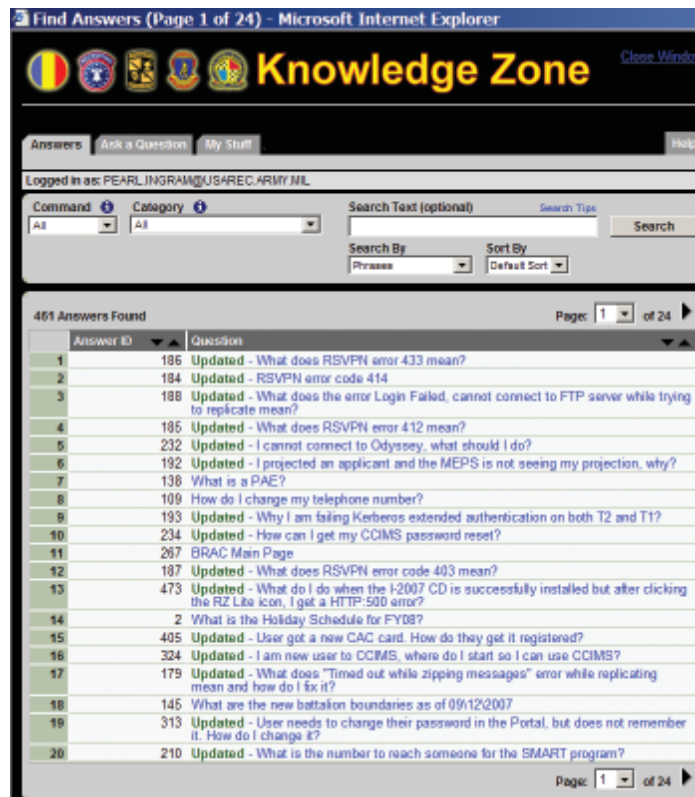 Find Answers (Page 1 of 24) - Microsoft Internet Explorer
Knowledge Zone
Close Windo
Answers Ask a Question My Stuff Help
Logged in as: PEARL.INGRAM@USAREC.ARMY.MIL
Command Category Search Text (optional) Search Tips
All All Search
Search By Sort By
Phrases Default Sort
461 Answers Found Page: 1 of 24
Answer ID Question
1 186 Updated - What does RSVPN error 433 mean?
2 184 Updated - RSVPN error code 414
3 188 Updated - What does the error Login Failed, cannot connect to FTP server while trying
to replicate mean?
4 185 Updated - What does RSVPN error 412 mean?
5 232 Updated - I cannot connect to Odyssey, what should I do?
6 192 Updated - I projected an applicant and the MEPS is not seeing my projection, why?
7 138 What is a PAE?
8 109 How do I change my telephone number?
9 193 Updated - Why I am failing Kerberos extended authentication on both T2 and T1?
10 234 Updated - How can I get my CCIMS password reset?
11 267 BRAC Main Page
12 187 Updated - What does RSVPN error code 403 mean?
13 473 Updated - What do I do when the I-2007 CD is successfully installed but after clicking
the RZ Lite icon, I get a HTTP:500 error?
14 2 What is the Holiday Schedule for FY08?
15 405 Updated - User got a new CAC card. How do they get it registered?
16 324 Updated - I am new user to CCIMS, where do I start so I can use CCIMS?
17 179 Updated - What does "Timed out while zipping messages" error while replicating
mean and how do I fix it?
18 145 What are the new battalion boundaries as of 09\12\2007
19 313 Updated - User needs to change their password in the Portal, but does not remember
it. How do I change it?
20 210 Updated - What is the number to reach someone for the SMART program?
Page: 1 of 24